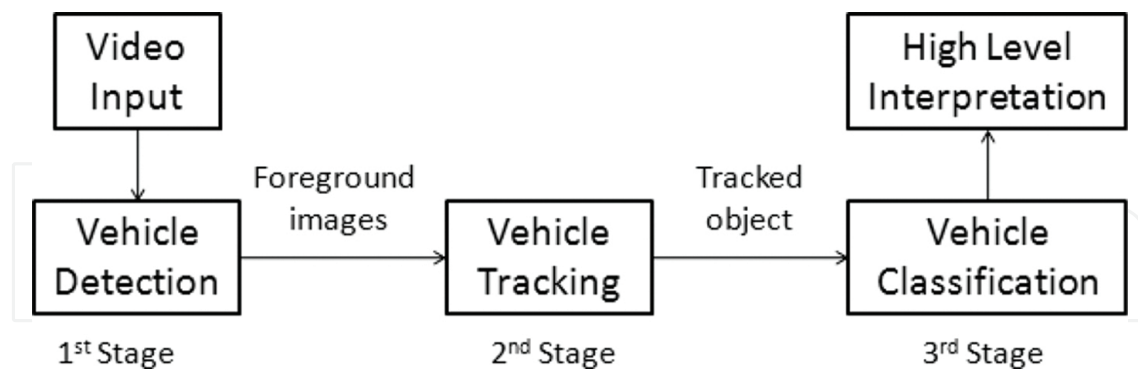 Video
Input
High Level
Interpretation
Foreground
images
Tracked
object
Vehicle
Detection
Vehicle
Tracking
Vehicle
Classification
1st Stage
2nd Stage
3rd Stage